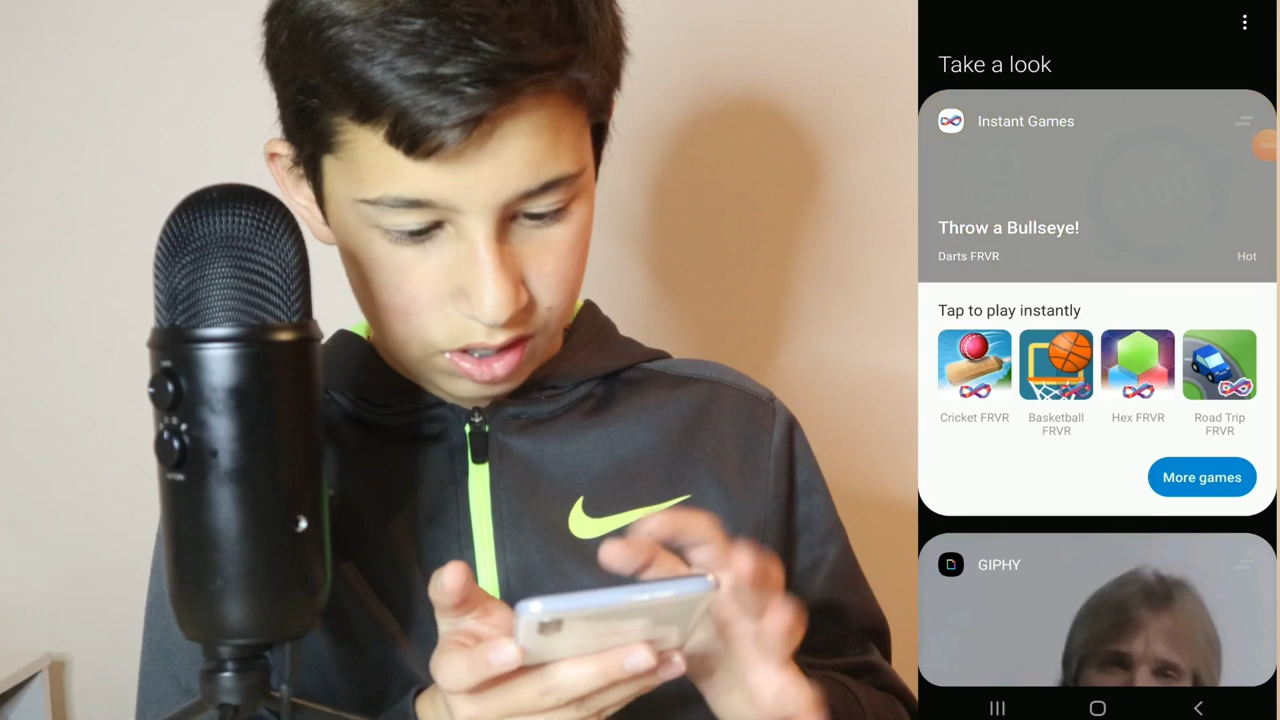 Take a look
Instant Games
Throw a Bullseye!
Darts FRVR
Hot
Tap to play instantly
Cricket FRVR
Basketball
FRVR
Hex FRVR
Road Trip
FRVR
More games
GIPHY